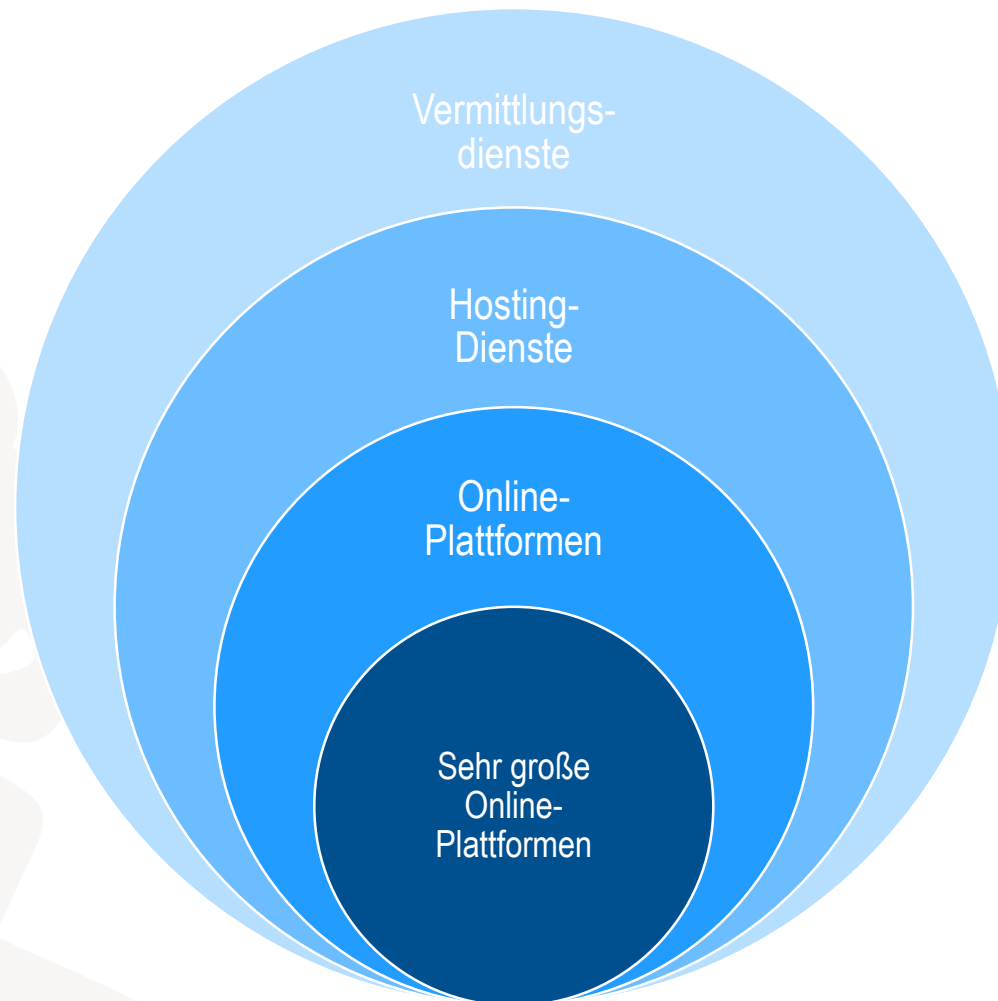 Vermittlungs-
dienste
Hosting-
Dienste
Online-
Plattformen
Sehr große
Online-
Plattformen